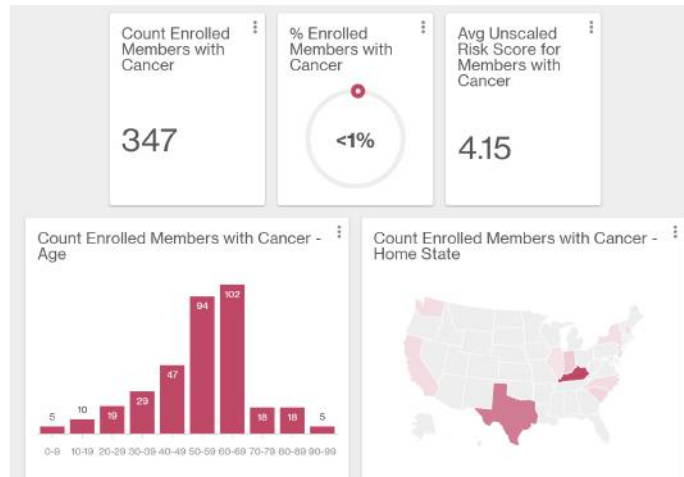 Count Enrolled
Members with
Cancer
347
% Enrolled
Members with
Cancer
<1%
Avg Unscaled
Risk Score for
Members with
Cancer
4.15
Count Enrolled Members with Cancer -
Age
5
10
19
29
47
94
102
18
18
5
0-9 10-19 20-29 30-39 40-49 50-59 60-69 70-79 80-89 90-99
Count Enrolled Members with Cancer -
Home State